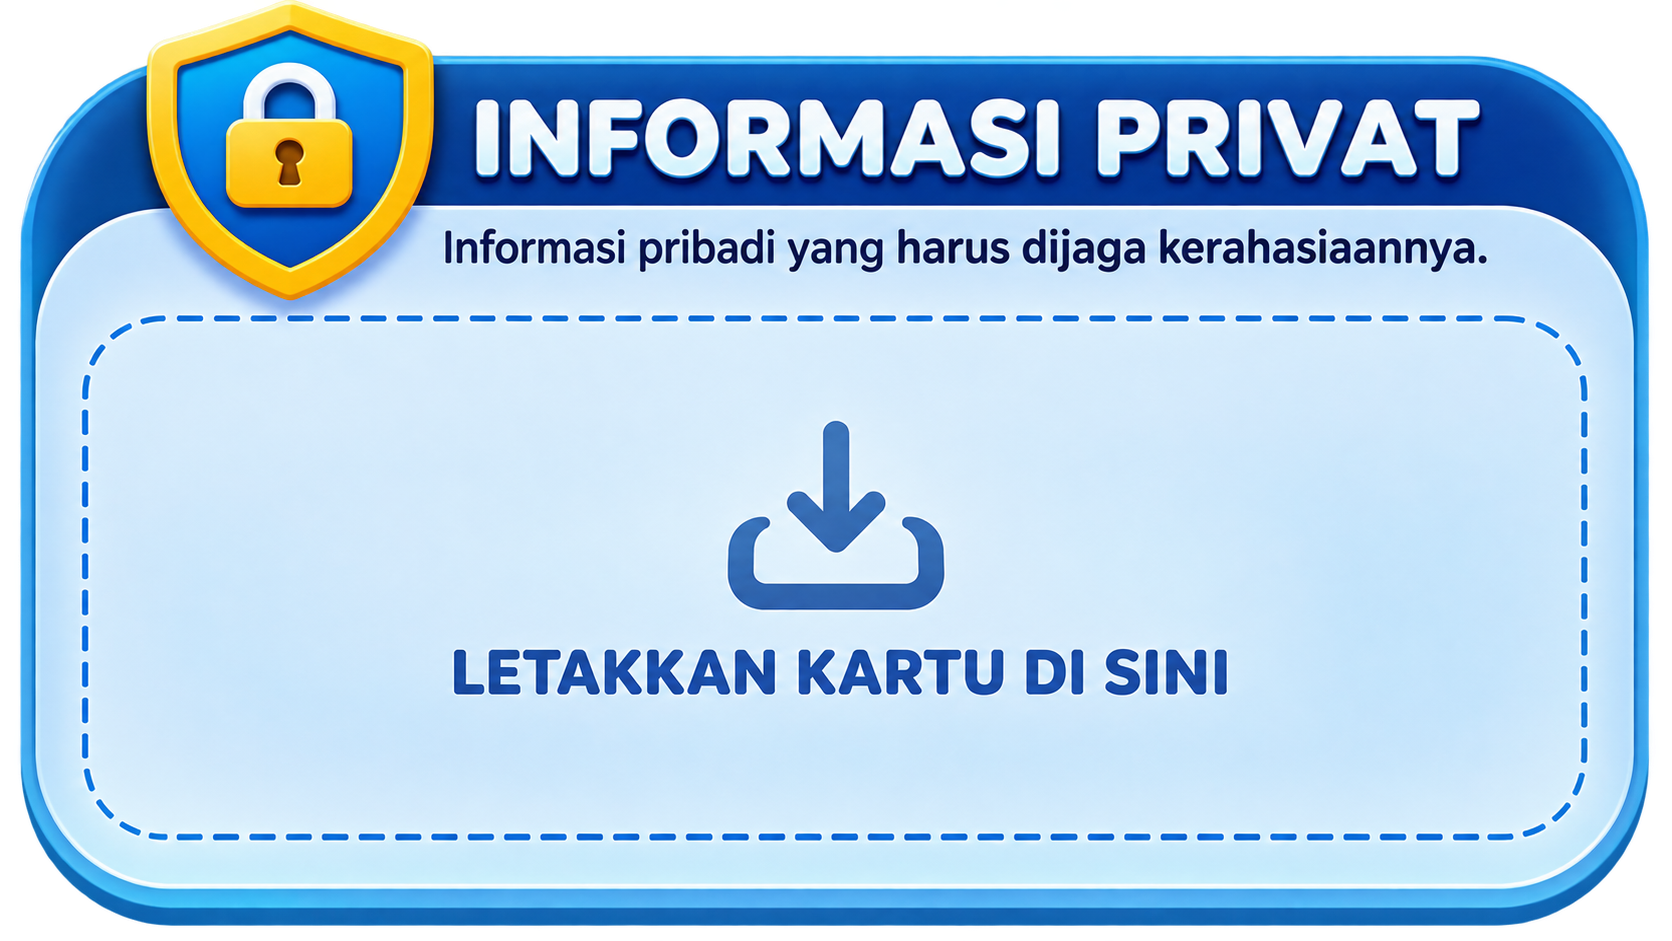 INFORMASI PRIVAT
Informasi pribadi yang harus dijaga kerahasiaannya.
LETAKKAN KARTU DI SINI